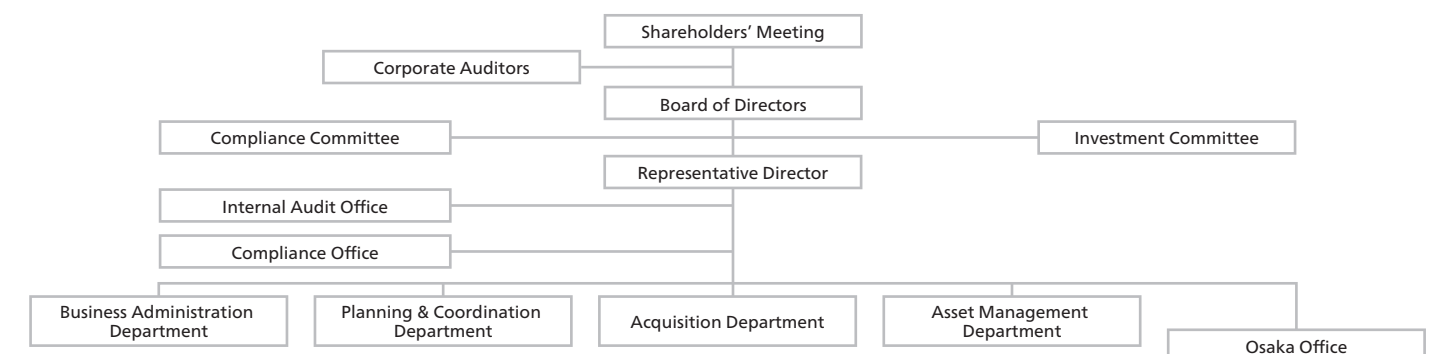 Shareholders’ Meeting
Corporate Auditors
Board of Directors
Compliance Committee
Investment Committee
Representative Director
Internal Audit Office
Compliance Office
Business Administration
Department
Planning & Coordination
Department
Acquisition Department
Asset Management
Department
Osaka Office